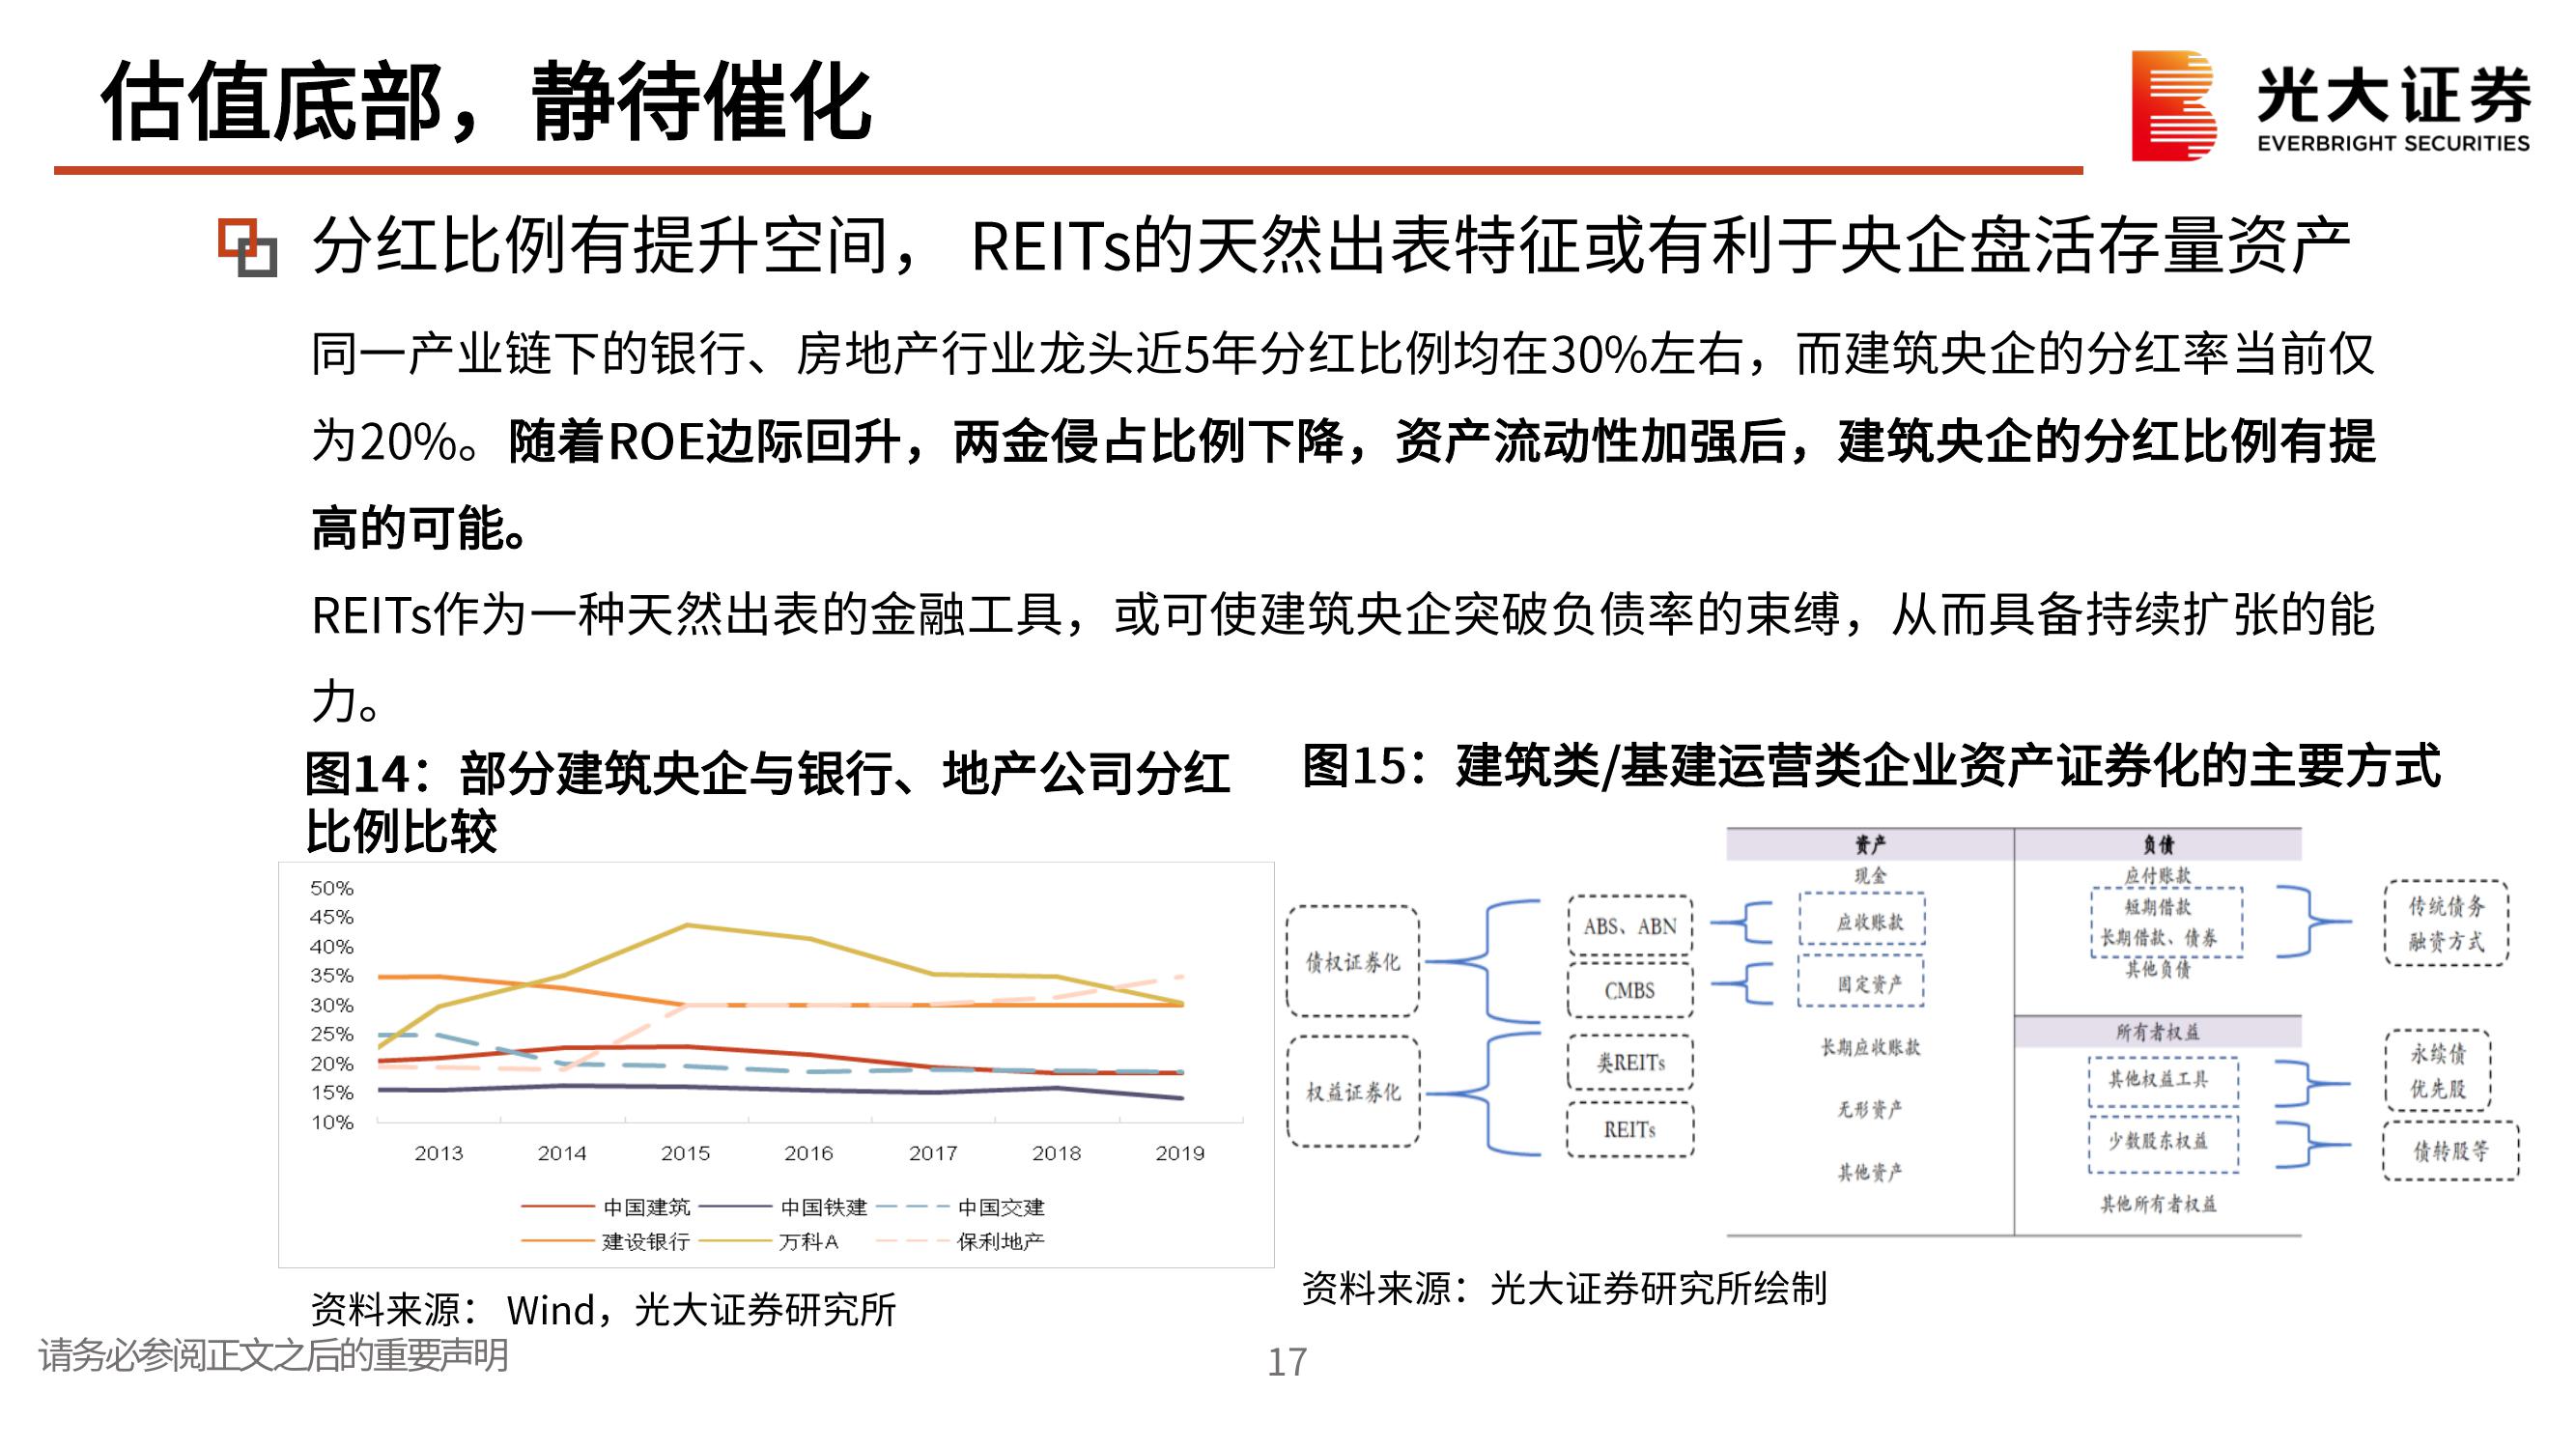 估值底部，静待催化
光大证券
EVERBRIGHT SECURITIES
分红比例有提升空间， REITs的天然出表特征或有利于央企盘活存量资产
同一产业链下的银行、房地产行业龙头近5年分红比例均在30%左右，而建筑央企的分红率当前仅
为20%。随着ROE边际回升，两金侵占比例下降，资产流动性加强后，建筑央企的分红比例有提
高的可能。
REITs作为一种天然出表的金融工具，或可使建筑央企突破负债率的束缚，从而具备持续扩张的能
力。
图14：部分建筑央企与银行、地产公司分红
比例比较
50%
45%
40%
35%
30%
25%
20%
15%
10%
2013 2014 2015 2016 2017 2018 2019
中国建筑 中国铁建 中国交建
建设银行 万科A 保利地产
资料来源： Wind，光大证券研究所
图15：建筑类/基建运营类企业资产证券化的主要方式
债权证券化
权益证券化
ABS、ABN
CMBS
类REITs
REITs
资产
现金
应收账款
固定资产
长期应收账款
无形资产
其他资产
负债
应付账款
短期借款
长期借款、债券
其他负债
所有者权益
其他权益工具
少数股东权益
其他所有者权益
传统债务
融资方式
永续债
优先股
债转股等
资料来源：光大证券研究所绘制
请务必参阅正文之后的重要声明
17